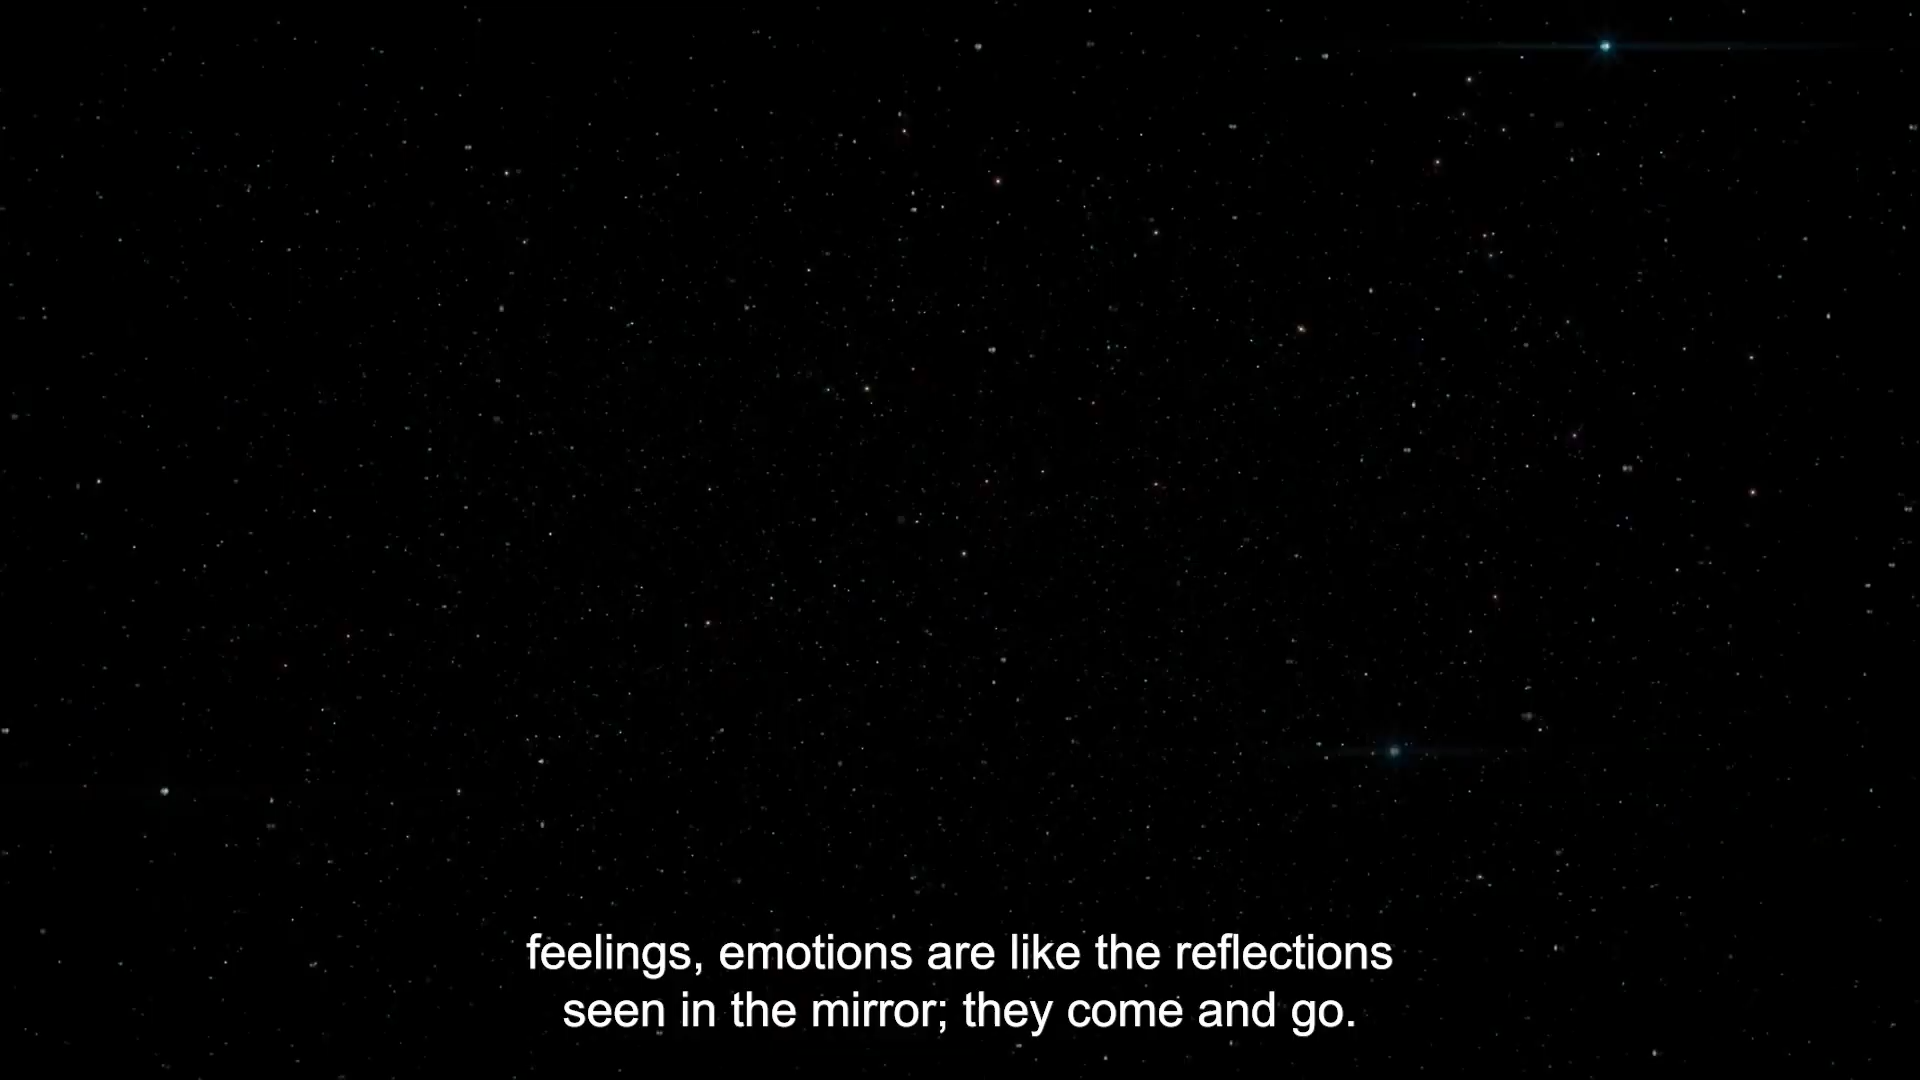 feelings, emotions are like the reflections
seen in the mirror; they come and go.